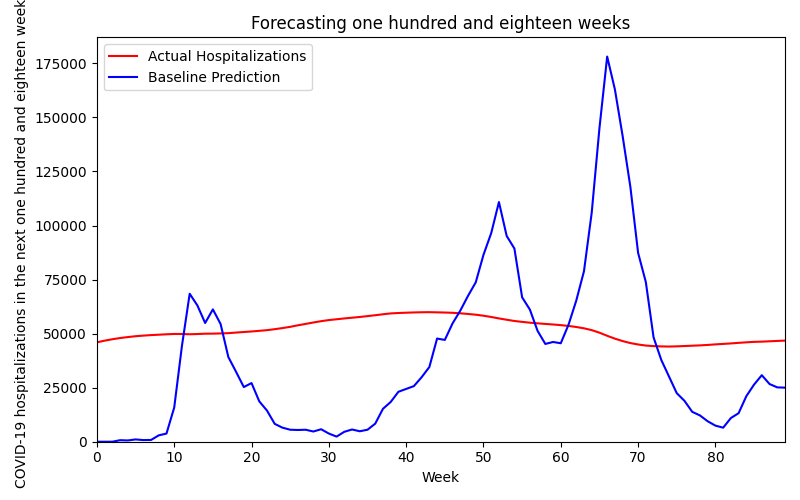 Forecasting one hundred and eighteen weeks
Actual Hospitalizations
Baseline Prediction
COVID-19 hospitalizations in the next one hundred and eighteen week
175000
150000
125000
100000
75000
50000
25000
0
0 10 20 30 40 50 60 70 80
Week